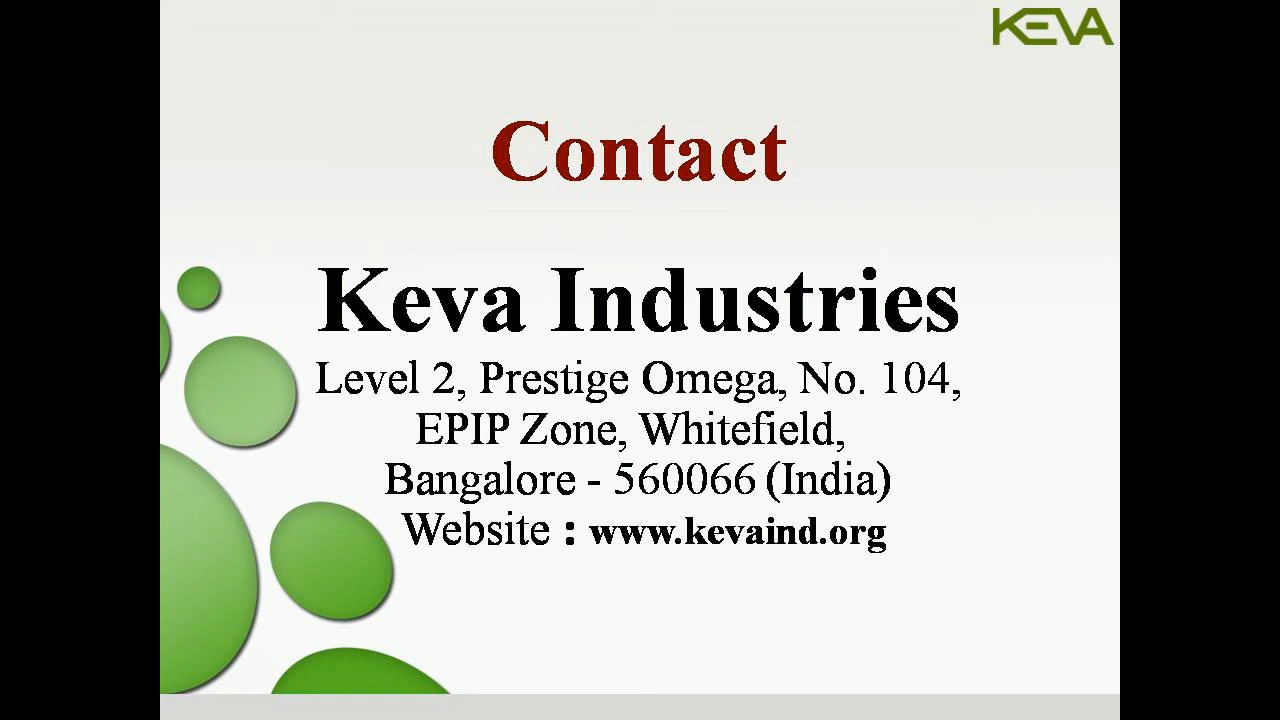 KEVA
Contact
Keva Industries
Level 2, Prestige Omega, No. 104,
EPIP Zone, Whitefield,
Bangalore - 560066 (India)
Website : www.kevaind.org